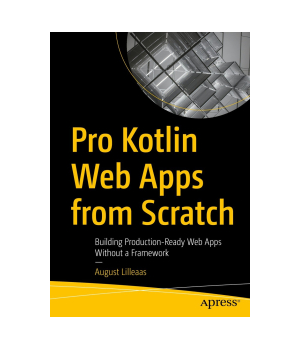 Pro Kotlin
Web Apps
from Scratch
Building Production-Ready Web Apps
Without a Framework
—
August Lilleaas
Apress®